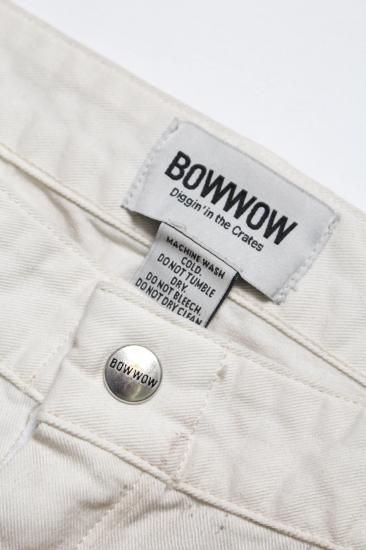 BOWWOW
Diggin' in the Crates
MACHINE WASH
COLD.
DO NOT TUMBLE
DRY.
DO NOT BLEECH.
DO NOT DRY CLEAN
BOWWOW